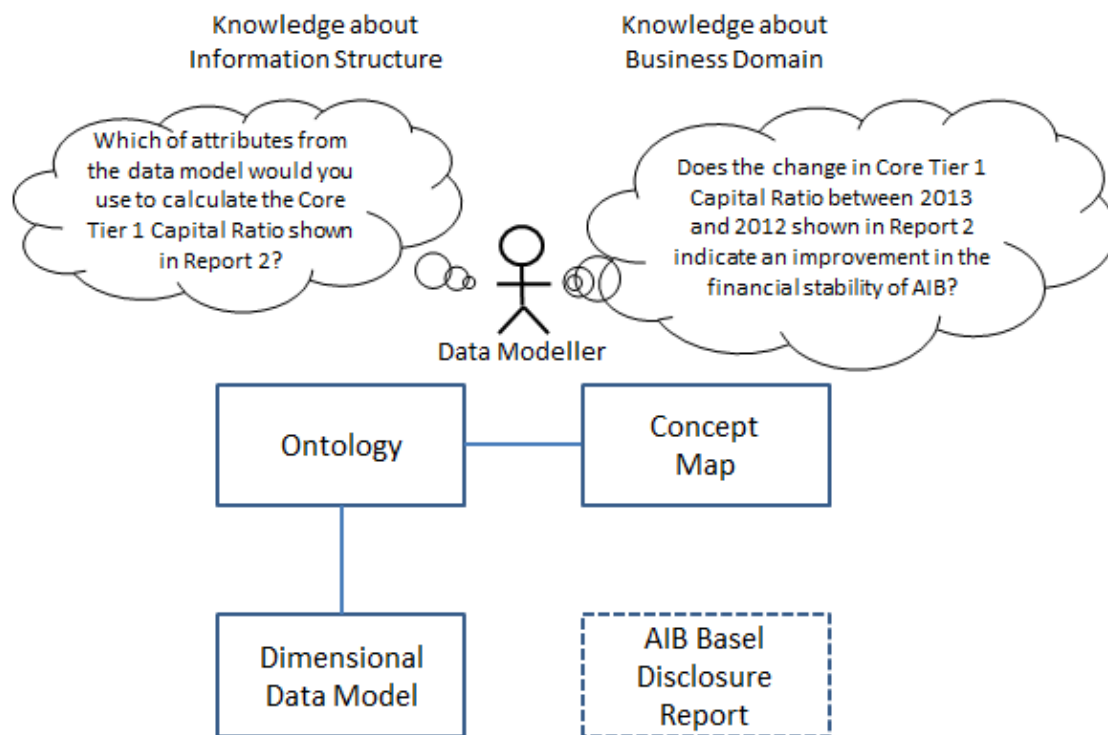 Knowledge about
Information Structure
Knowledge about
Business Domain
Which of attributes from
the data model would you
use to calculate the Core
Tier 1 Capital Ratio shown
in Report 2?
Does the change in Core Tier 1
Capital Ratio between 2013
and 2012 shown in Report 2
indicate an improvement in the
financial stability of AIB?
Data Modeller
Ontology
Concept
Map
Dimensional
Data Model
AIB Basel
Disclosure
Report